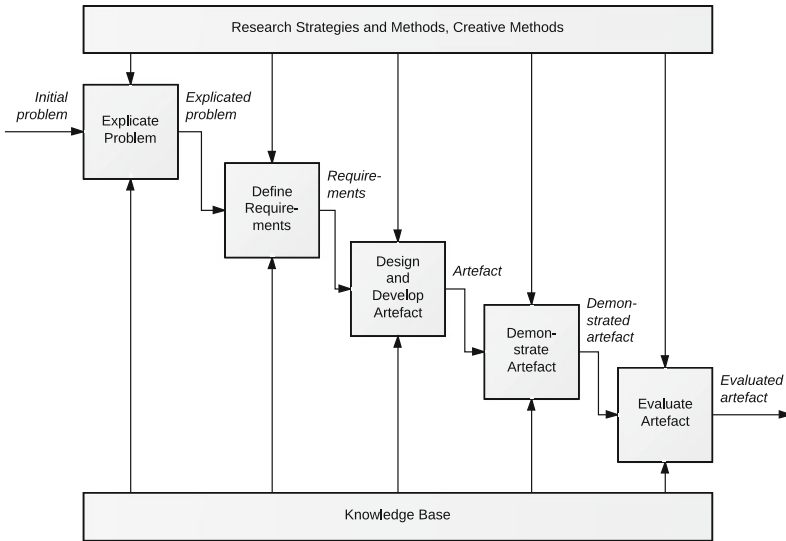 Research Strategies and Methods, Creative Methods
Initial
problem
Explicate
Problem
Explicated
problem
Define
Require-
ments
Require-
ments
Design
and
Develop
Artefact
Artefact
Demon-
strate
Artefact
Demon-
strated
artefact
Evaluate
Artefact
Evaluated
artefact
Knowledge Base